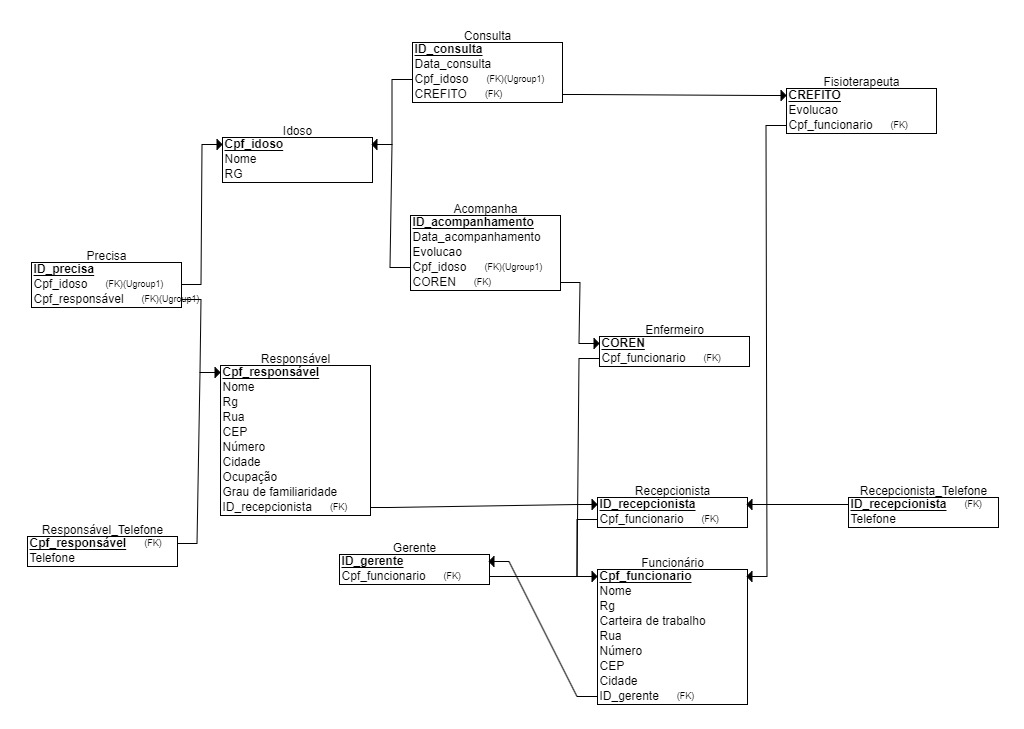 Consulta
ID_consulta
Data_consulta
Cpf_idoso (FK)(Ugroup1)
CREFITO (FK)
Fisioterapeuta
CREFITO
Evolucao
Cpf_funcionario (FK)
Idoso
Cpf_idoso
Nome
RG
Acompanha
ID_acompanhamento
Data_acompanhamento
Evolucao
Cpf_idoso (FK)(Ugroup1)
COREN (FK)
Precisa
ID_precisa
Cpf_idoso (FK)(Ugroup1)
Cpf_responsável (FK)(Ugroup1)
Enfermeiro
COREN
Cpf_funcionario (FK)
Responsável
Cpf_responsável
Nome
Rg
Rua
CEP
Número
Cidade
Ocupação
Grau de familiaridade
ID_recepcionista (FK)
Recepcionista
ID_recepcionista
Cpf_funcionario (FK)
Recepcionista_Telefone
ID_recepcionista (FK)
Telefone
Responsável_Telefone
Cpf_responsável (FK)
Telefone
Gerente
ID_gerente
Cpf_funcionario (FK)
Funcionário
Cpf_funcionario
Nome
Rg
Carteira de trabalho
Rua
Número
CEP
Cidade
ID_gerente (FK)